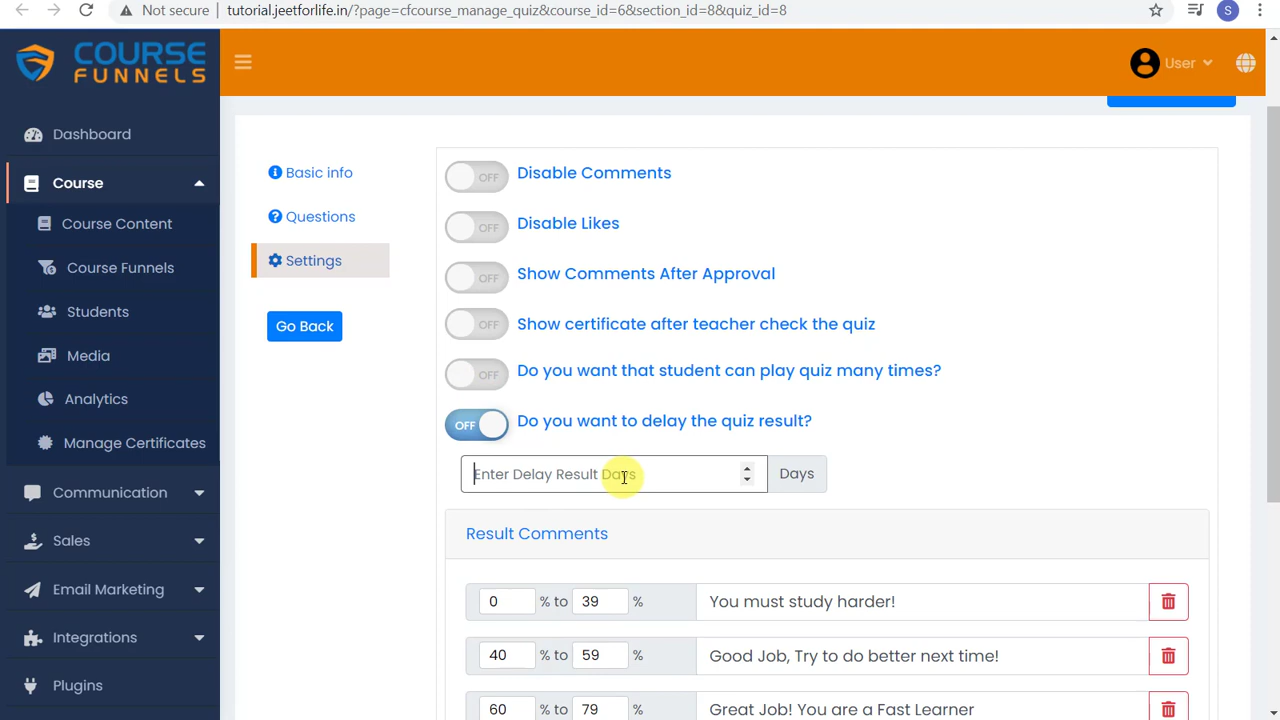 Not secure
tutorial.jeetforlife.in/?page=cfcourse_manage_quiz&course_id=6&section_id=8&quiz_id=8
S
COURSE
FUNNELS
User
Dashboard
Course
Course Content
Course Funnels
Students
Media
Analytics
Manage Certificates
Communication
Sales
Email Marketing
Integrations
Plugins
Basic info
Questions
Settings
Go Back
OFF Disable Comments
OFF Disable Likes
OFF Show Comments After Approval
OFF Show certificate after teacher check the quiz
OFF Do you want that student can play quiz many times?
OFF Do you want to delay the quiz result?
Enter Delay Result Days Days
Result Comments
0 % to 39 % You must study harder!
40 % to 59 % Good Job, Try to do better next time!
60 % to 79 % Great Job! You are a Fast Learner